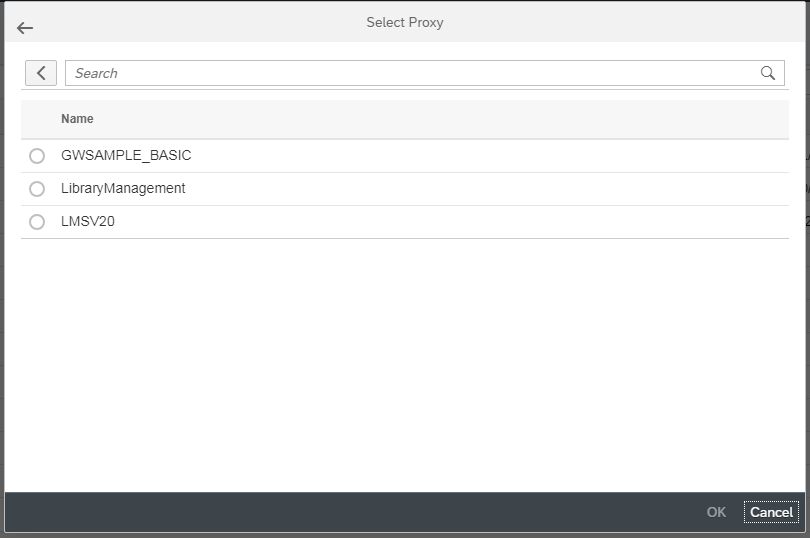 Select Proxy
Search
Name
GWSAMPLE_BASIC
LibraryManagement
LMSV20
OK
Cancel